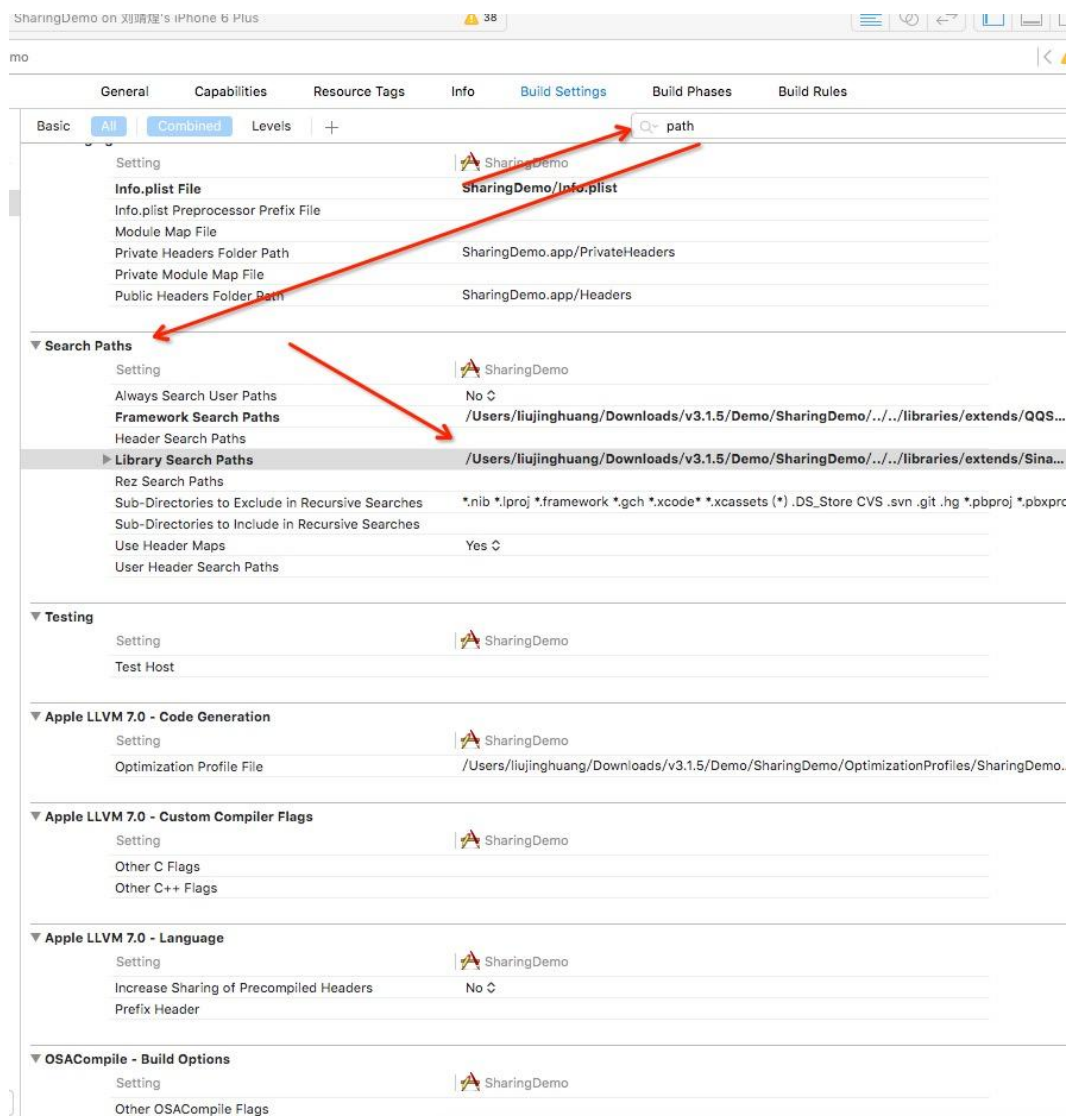 SharingDemo on 刘靖煌's iPhone 6 Plus 38
mo
General Capabilities Resource Tags Info Build Settings Build Phases Build Rules
Basic All Combined Levels + path
Setting SharingDemo
Info.plist File SharingDemo/Info.plist
Info.plist Preprocessor Prefix File
Module Map File
Private Headers Folder Path SharingDemo.app/PrivateHeaders
Private Module Map File
Public Headers Folder Path SharingDemo.app/Headers
Search Paths
Setting SharingDemo
Always Search User Paths No
Framework Search Paths /Users/liujinghuang/Downloads/v3.1.5/Demo/SharingDemo/../../libraries/extends/QQS...
Header Search Paths
Library Search Paths /Users/liujinghuang/Downloads/v3.1.5/Demo/SharingDemo/../../libraries/extends/Sina...
Rez Search Paths
Sub-Directories to Exclude in Recursive Searches *.nib *.lproj *.framework *.gch *.xcode* *.xcassets (*) .DS_Store CVS .svn .git .hg *.pbproj *.pbxpro
Sub-Directories to Include in Recursive Searches
Use Header Maps Yes
User Header Search Paths
Testing
Setting SharingDemo
Test Host
Apple LLVM 7.0 - Code Generation
Setting SharingDemo
Optimization Profile File /Users/liujinghuang/Downloads/v3.1.5/Demo/SharingDemo/OptimizationProfiles/SharingDemo..
Apple LLVM 7.0 - Custom Compiler Flags
Setting SharingDemo
Other C Flags
Other C++ Flags
Apple LLVM 7.0 - Language
Setting SharingDemo
Increase Sharing of Precompiled Headers No
Prefix Header
OSACompile - Build Options
Setting SharingDemo
Other OSACompile Flags